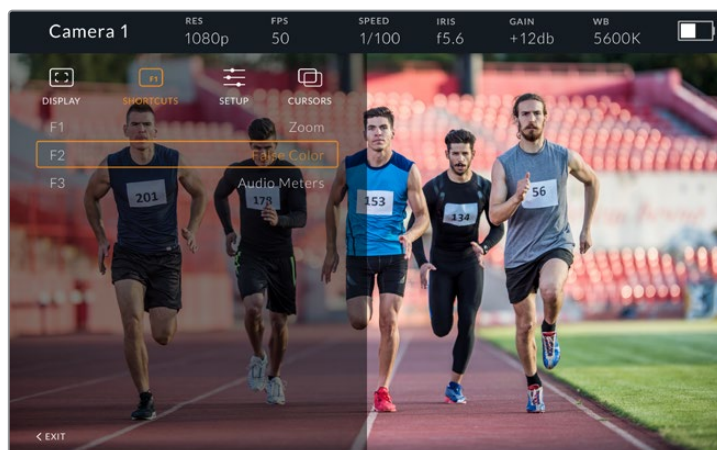 Camera 1
RES
1080p
FPS
50
SPEED
1/100
IRIS
f5.6
GAIN
+12db
WB
5600K
F1
DISPLAY
SHORTCUTS
SETUP
CURSORS
F1 Zoom
F2 False Color
F3 Audio Meters
201
178
153
134
56
< EXIT